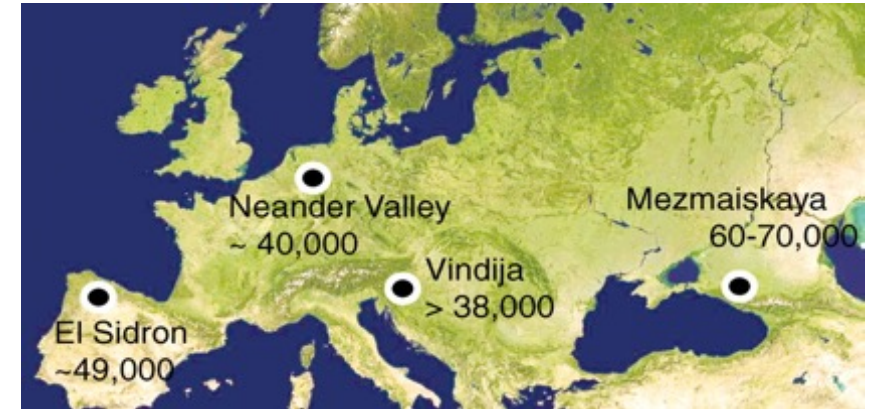 Neander Valley
~ 40,000
Mezmaiskaya
60-70,000
Vindija
> 38,000
El Sidron
~49,000